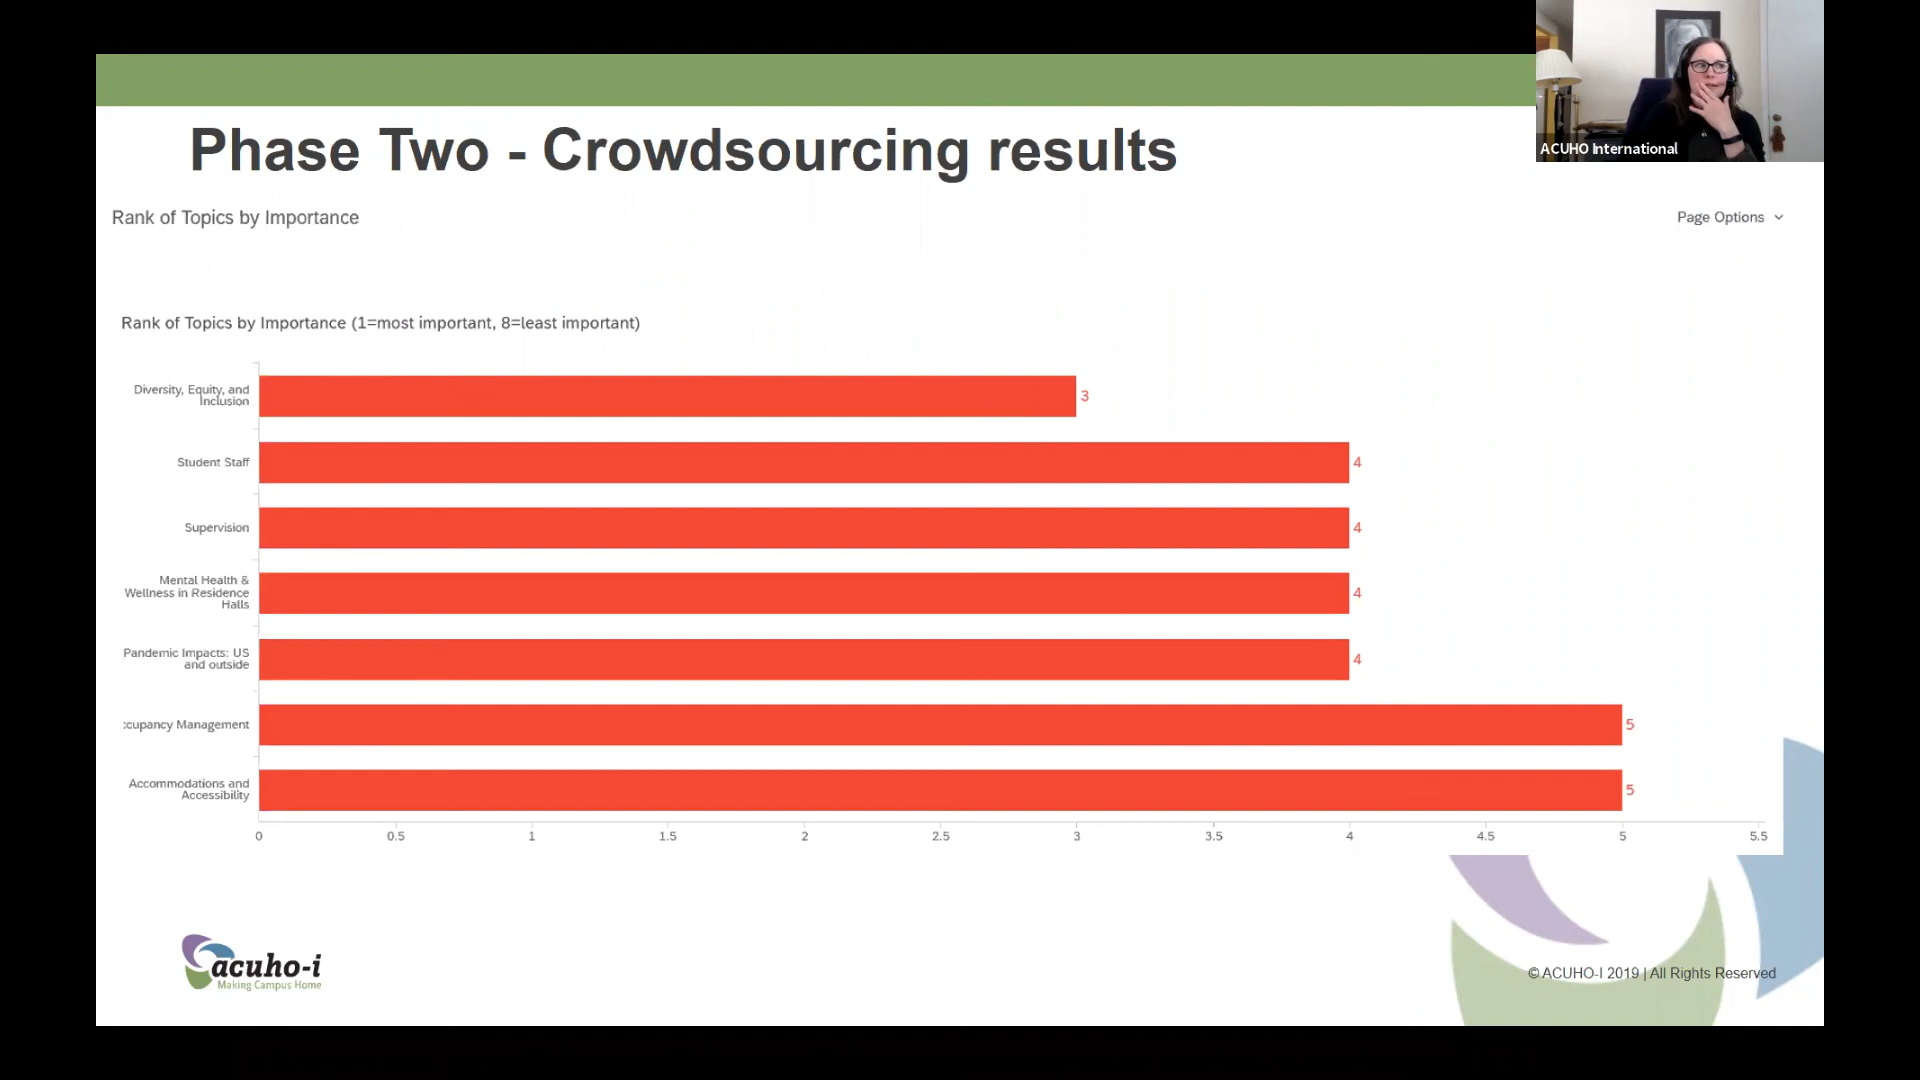 ACUHO International
Phase Two - Crowdsourcing results
Rank of Topics by Importance
Page Options
Rank of Topics by Importance (1=most important, 8=least important)
Diversity, Equity, and
Inclusion
3
Student Staff
4
Supervision
4
Mental Health &
Wellness in Residence
Halls
4
Pandemic Impacts: US
and outside
4
ccupancy Management
5
Accommodations and
Accessibility
5
0 0.5 1 1.5 2 2.5 3 3.5 4 4.5 5 5.5
acuho-i
Making Campus Home
© ACUHO-I 2019 | All Rights Reserved